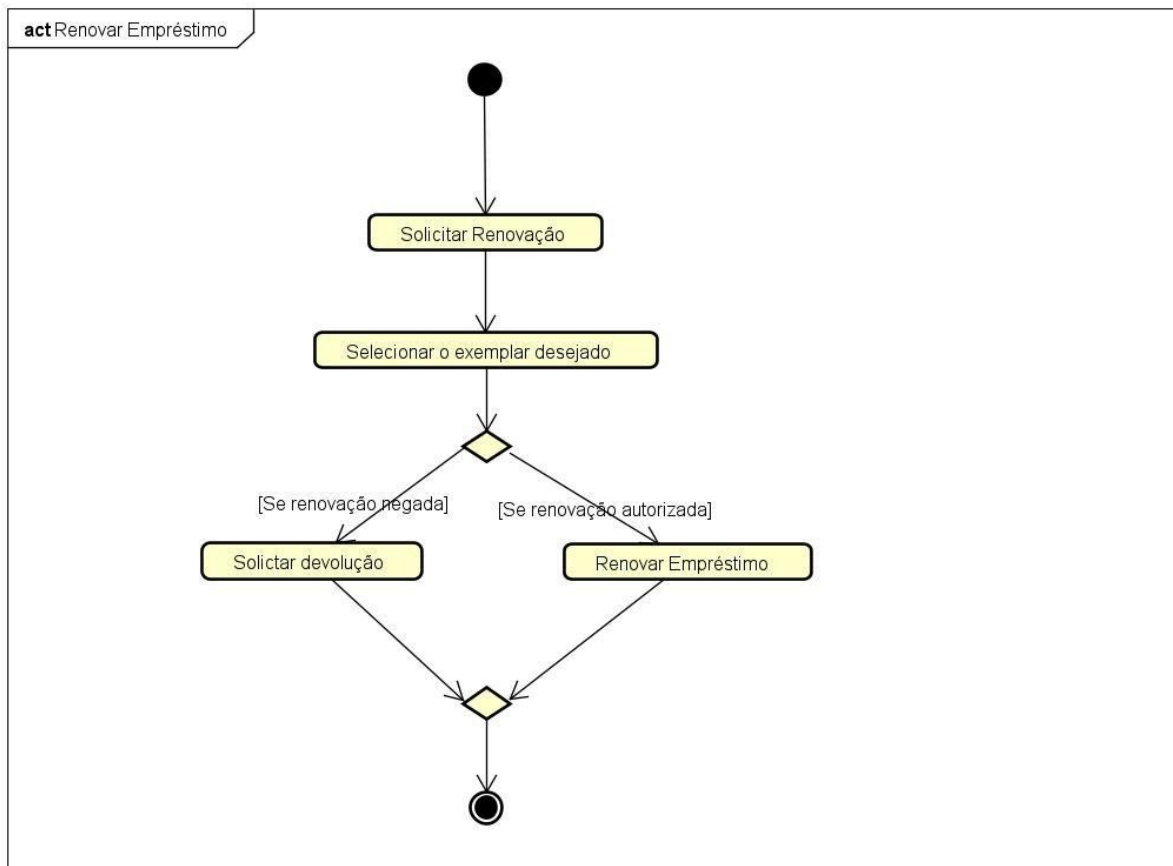 act Renovar Empréstimo
Solicitar Renovação
Selecionar o exemplar desejado
[Se renovação negada]
[Se renovação autorizada]
Solictar devolução
Renovar Empréstimo